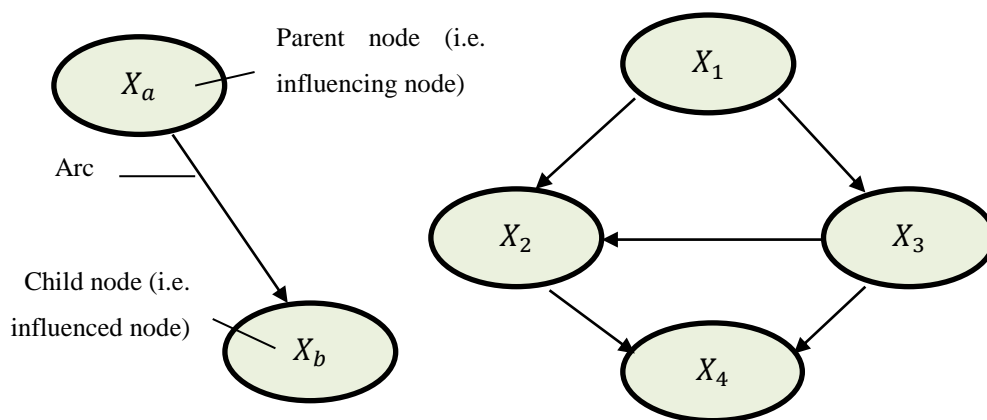 Parent node (i.e.
influencing node)
X_a
Arc
Child node (i.e.
influenced node)
X_b
X_1
X_2
X_3
X_4